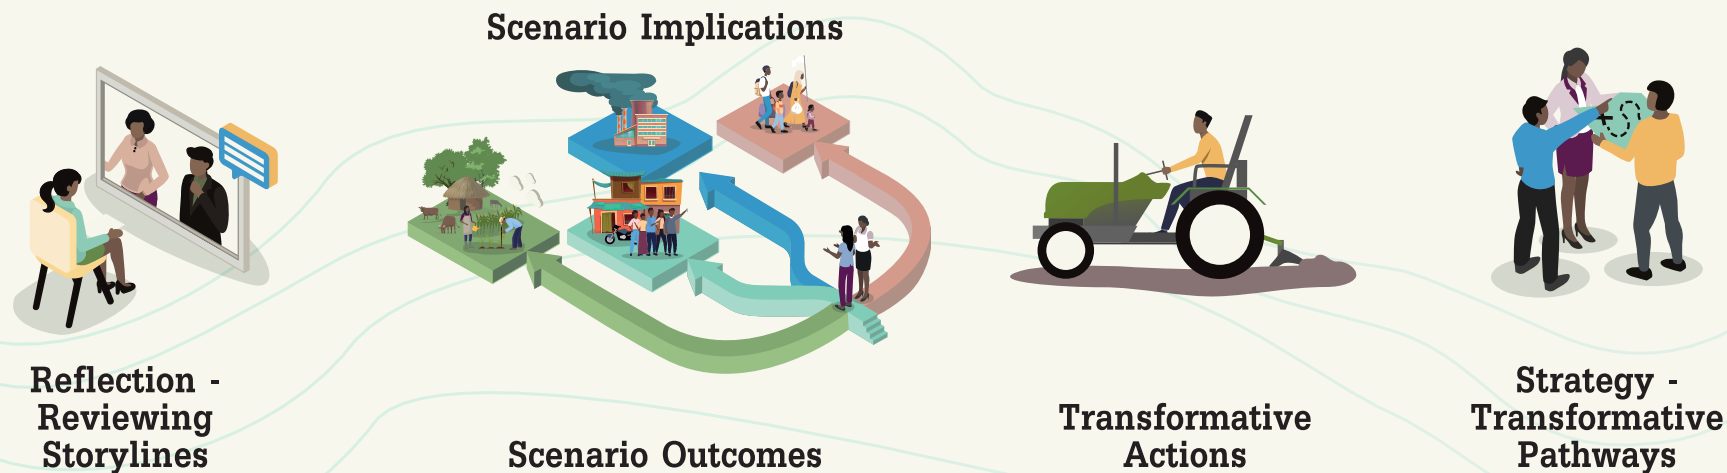 Scenario Implications
Reflection -
Reviewing
Storylines
Scenario Outcomes
Transformative
Actions
Strategy -
Transformative
Pathways